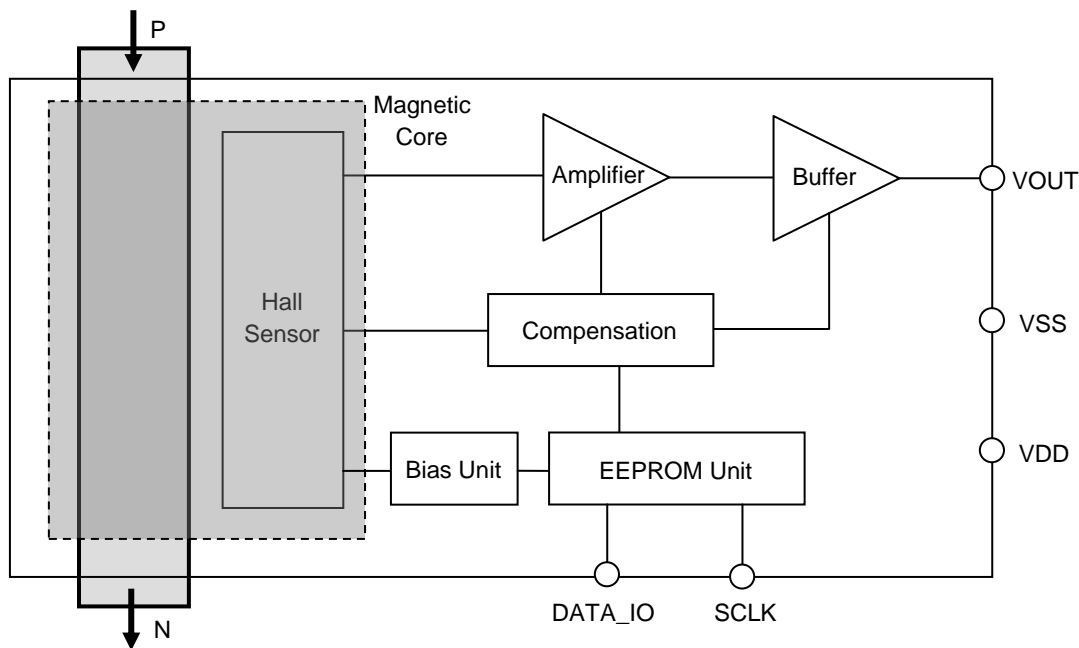 P
Magnetic
Core
Amplifier
Buffer
VOUT
Hall
Sensor
Compensation
VSS
Bias Unit
EEPROM Unit
VDD
DATA_IO
SCLK
N